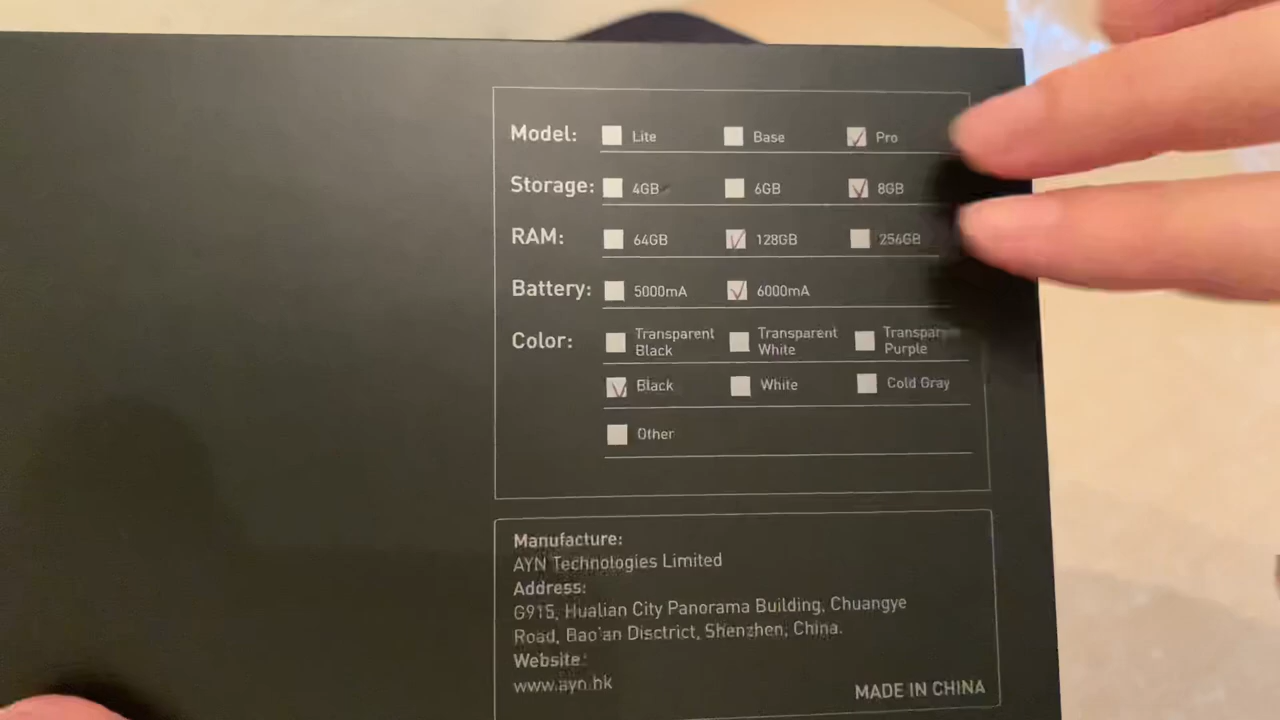 Model: Lite Base Pro
Storage: 4GB 6GB 8GB
RAM: 64GB 128GB 256GB
Battery: 5000mA 6000mA
Color: Transparent Black Transparent White Purple
Black White Cold Gray
Other
Manufacture:
AYN Technologies Limited
Address:
G915, Hualian City Panorama Building, Chuangye
Road, Bao'an Disctrict, Shenzhen, China.
Website:
www.ayn.hk
MADE IN CHINA